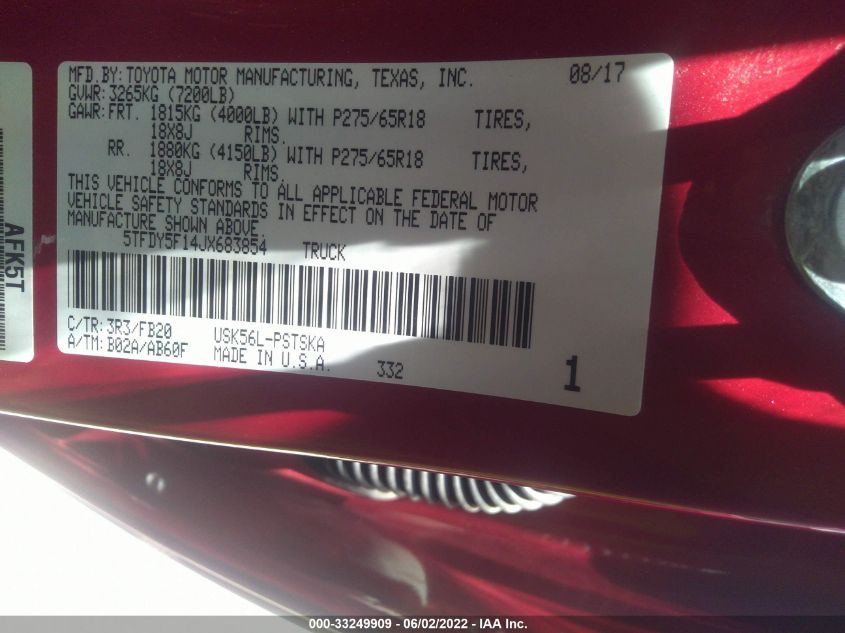 MFD.BY: TOYOTA MOTOR MANUFACTURING, TEXAS, INC. 08/17
GVWR: 3265KG (7200LB)
GAWR: FRT. 1815KG (4000LB) WITH P275/65R18 TIRES,
18X8J RIMS.
RR. 1880KG (4150LB) WITH P275/65R18 TIRES,
18X8J RIMS.
THIS VEHICLE CONFORMS TO ALL APPLICABLE FEDERAL MOTOR
VEHICLE SAFETY STANDARDS IN EFFECT ON THE DATE OF
MANUFACTURE SHOWN ABOVE.
5TFDY5F14JX683854 TRUCK
C/TR: 3R3/FB20 USK56L-PSTSKA
A/TM: B02A/AB60F MADE IN U.S.A. 332 1
AFK5T
000-33249909 - 06/02/2022 - IAA Inc.